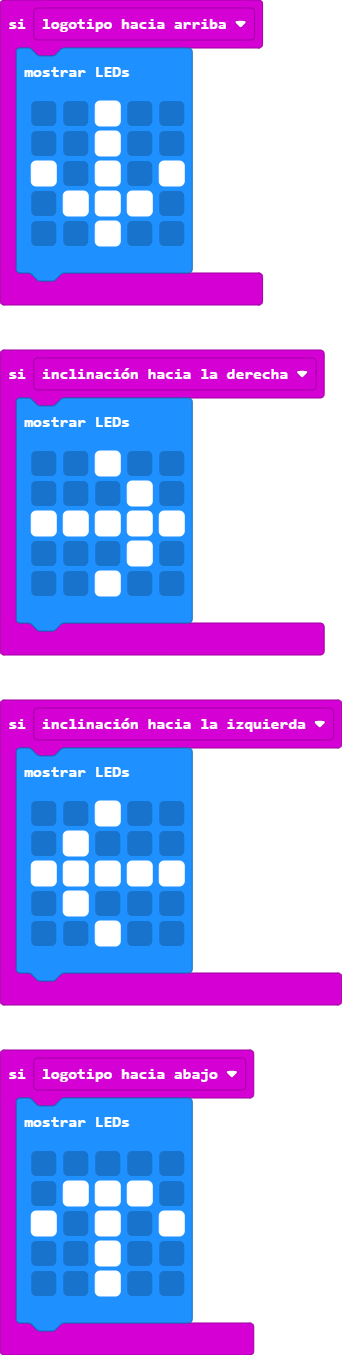 si logotipo hacia arriba
mostrar LEDs
si inclinación hacia la derecha
mostrar LEDs
si inclinación hacia la izquierda
mostrar LEDs
si logotipo hacia abajo
mostrar LEDs